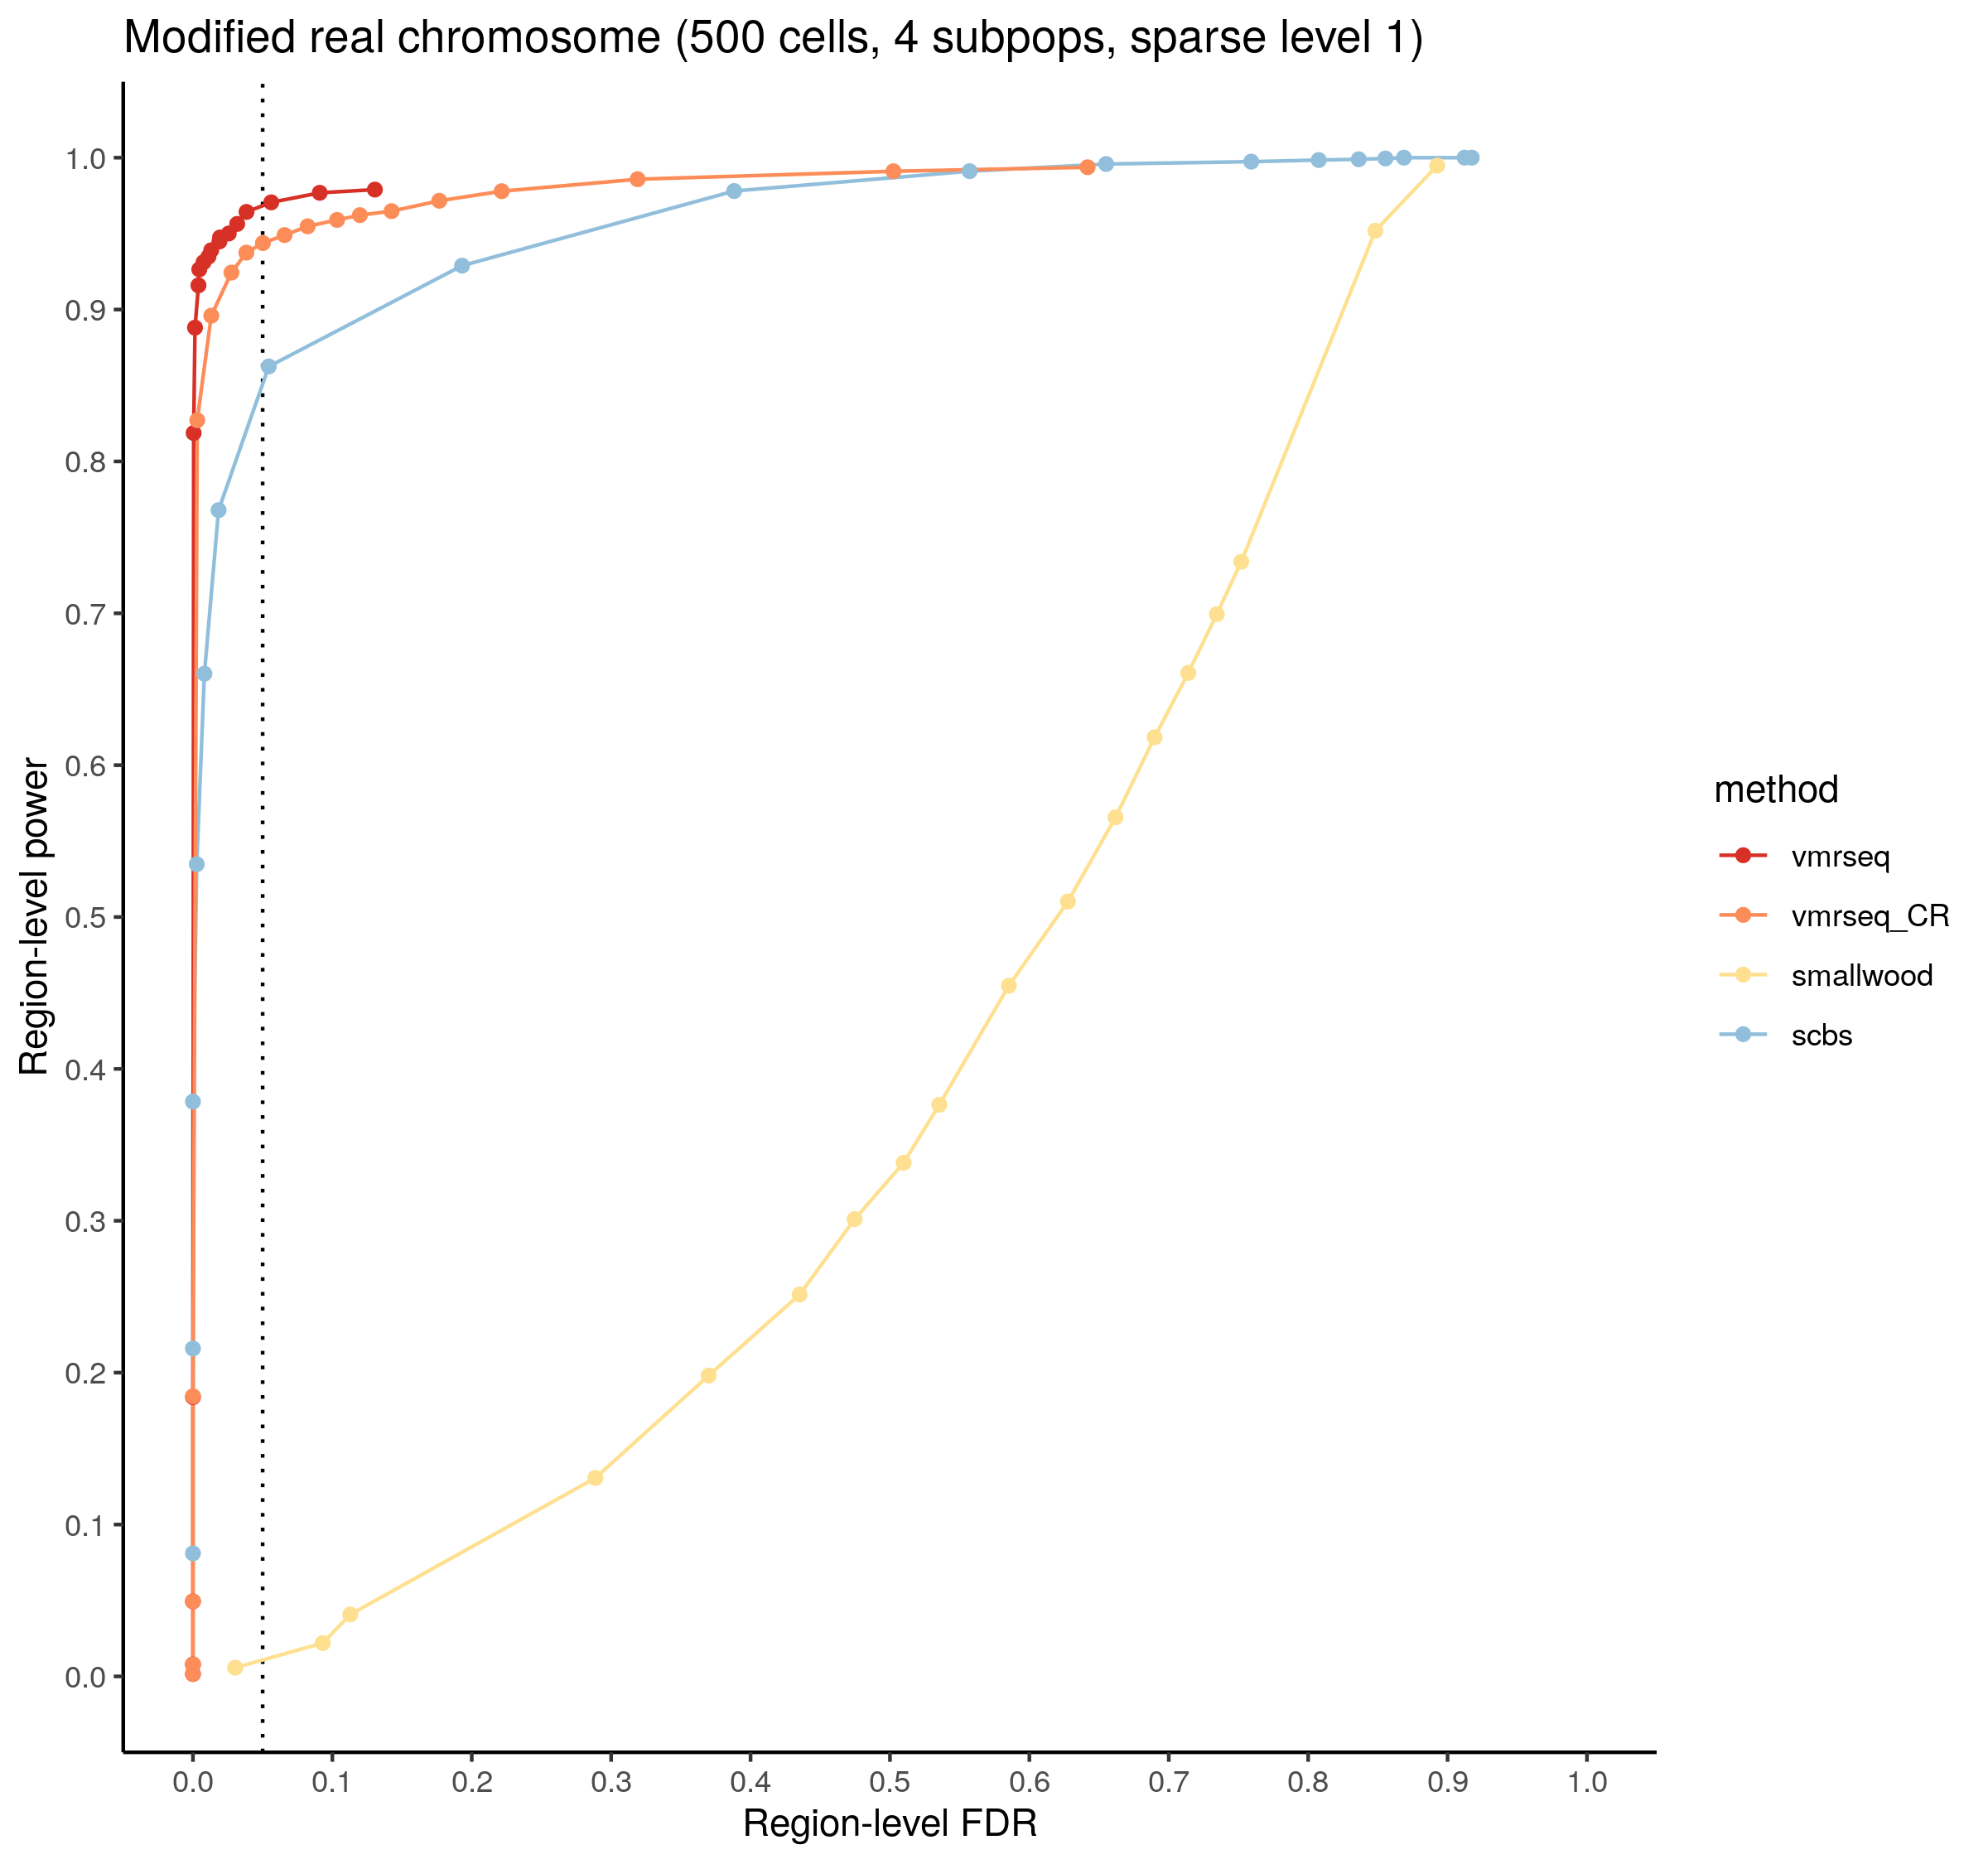 Modified real chromosome (500 cells, 4 subpops, sparse level 1)
Region-level power
1.0
0.9
0.8
0.7
0.6
0.5
0.4
0.3
0.2
0.1
0.0
0.0 0.1 0.2 0.3 0.4 0.5 0.6 0.7 0.8 0.9 1.0
Region-level FDR
method
vmrseq
vmrseq_CR
smallwood
scbs